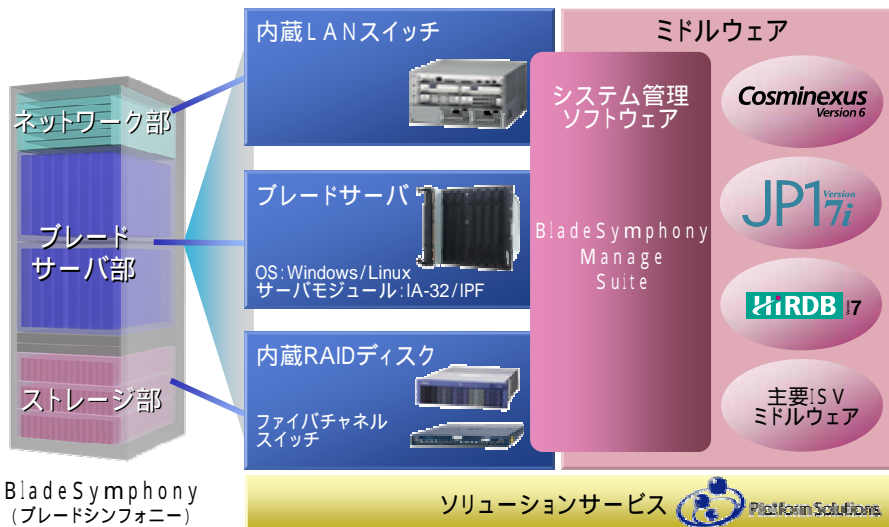 ネットワーク部
ブレード
サーバ部
ストレージ部
BladeSymphony
(ブレードシンフォニー)
内蔵LANスイッチ
ブレードサーバ
OS:Windows/Linux
サーバモジュール:IA-32/IPF
内蔵RAIDディスク
ファイバチャネル
スイッチ
ミドルウェア
システム管理
ソフトウェア
BladeSymphony
Manage
Suite
Cosminexus
Version 6
JP1 Version 7i
HiRDB 7
主要ISV
ミドルウェア
ソリューションサービス
Platform Solutions